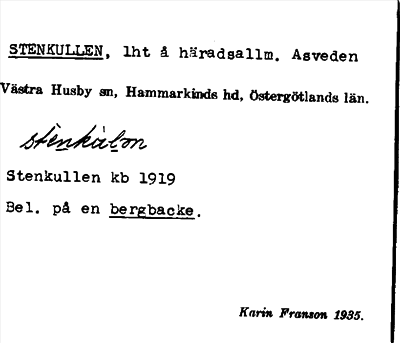 STENKULLEN, lht å häradsallm. Asveden
Västra Husby sn, Hammarkinds hd, Östergötlands län.
Stenkullen kb 1919
Bel. på en bergbacke.
Karin Franson 1935.